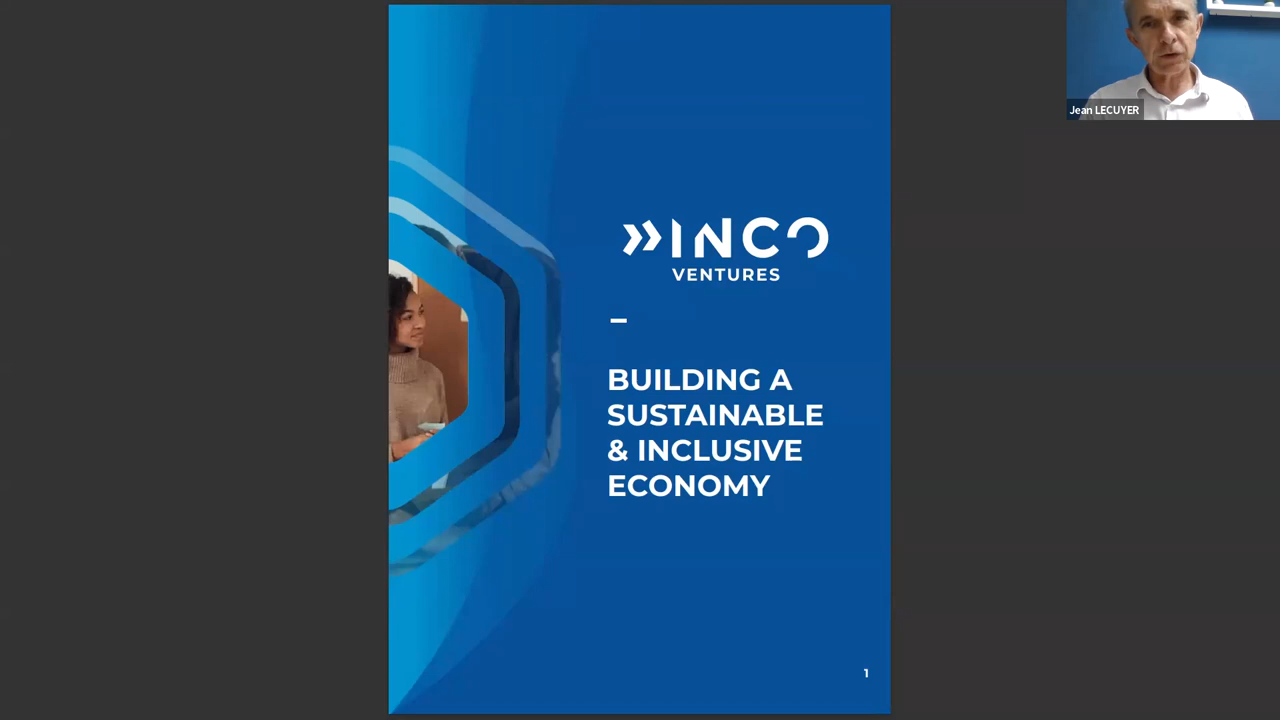 INCO
VENTURES
BUILDING A
SUSTAINABLE
& INCLUSIVE
ECONOMY
1
Jean LECUYER